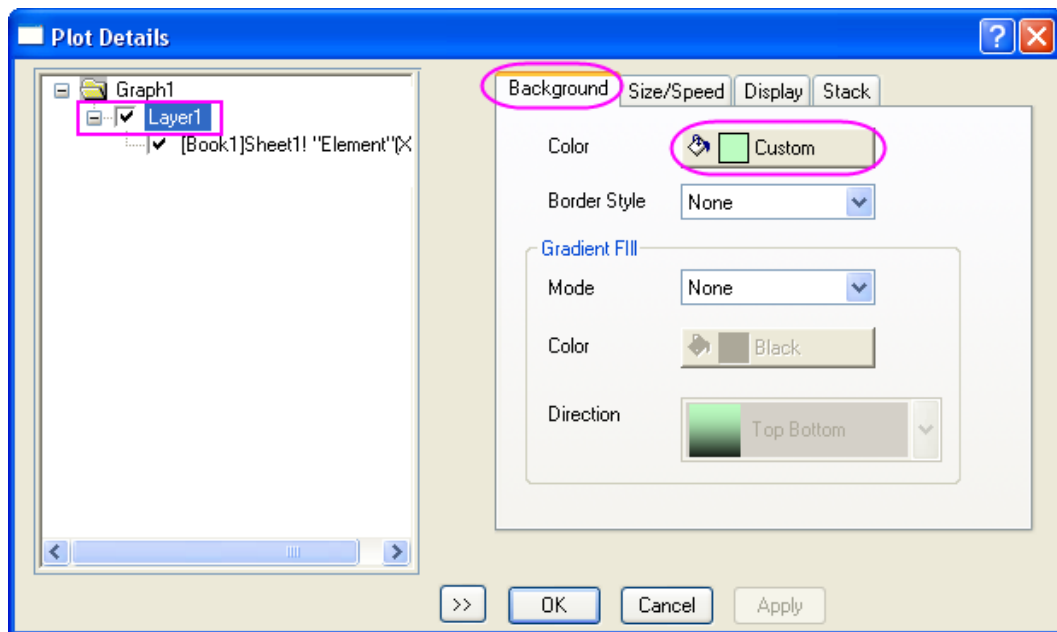 Plot Details
Graph1
Layer1
[Book1]Sheet1! "Element"(X
Background Size/Speed Display Stack
Color Custom
Border Style None
Gradient FIll
Mode None
Color Black
Direction Top Bottom
>> OK Cancel Apply